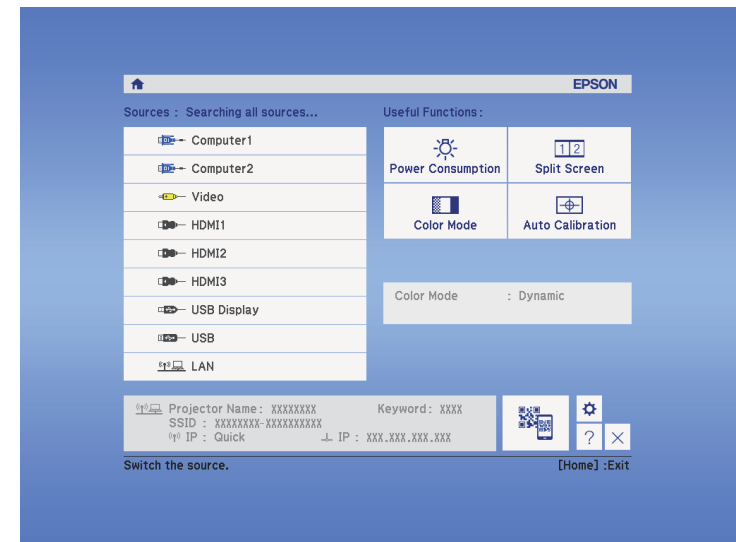 EPSON
Sources : Searching all sources...
Computer1
Computer2
Video
HDMI1
HDMI2
HDMI3
USB Display
USB
LAN
Useful Functions :
Power Consumption
1 2
Split Screen
Color Mode
Auto Calibration
Color Mode : Dynamic
Projector Name : XXXXXXXX Keyword : XXXX
SSID : XXXXXXXX-XXXXXXXXXX
IP : Quick IP : XXX.XXX.XXX.XXX
?
Switch the source. [Home] :Exit